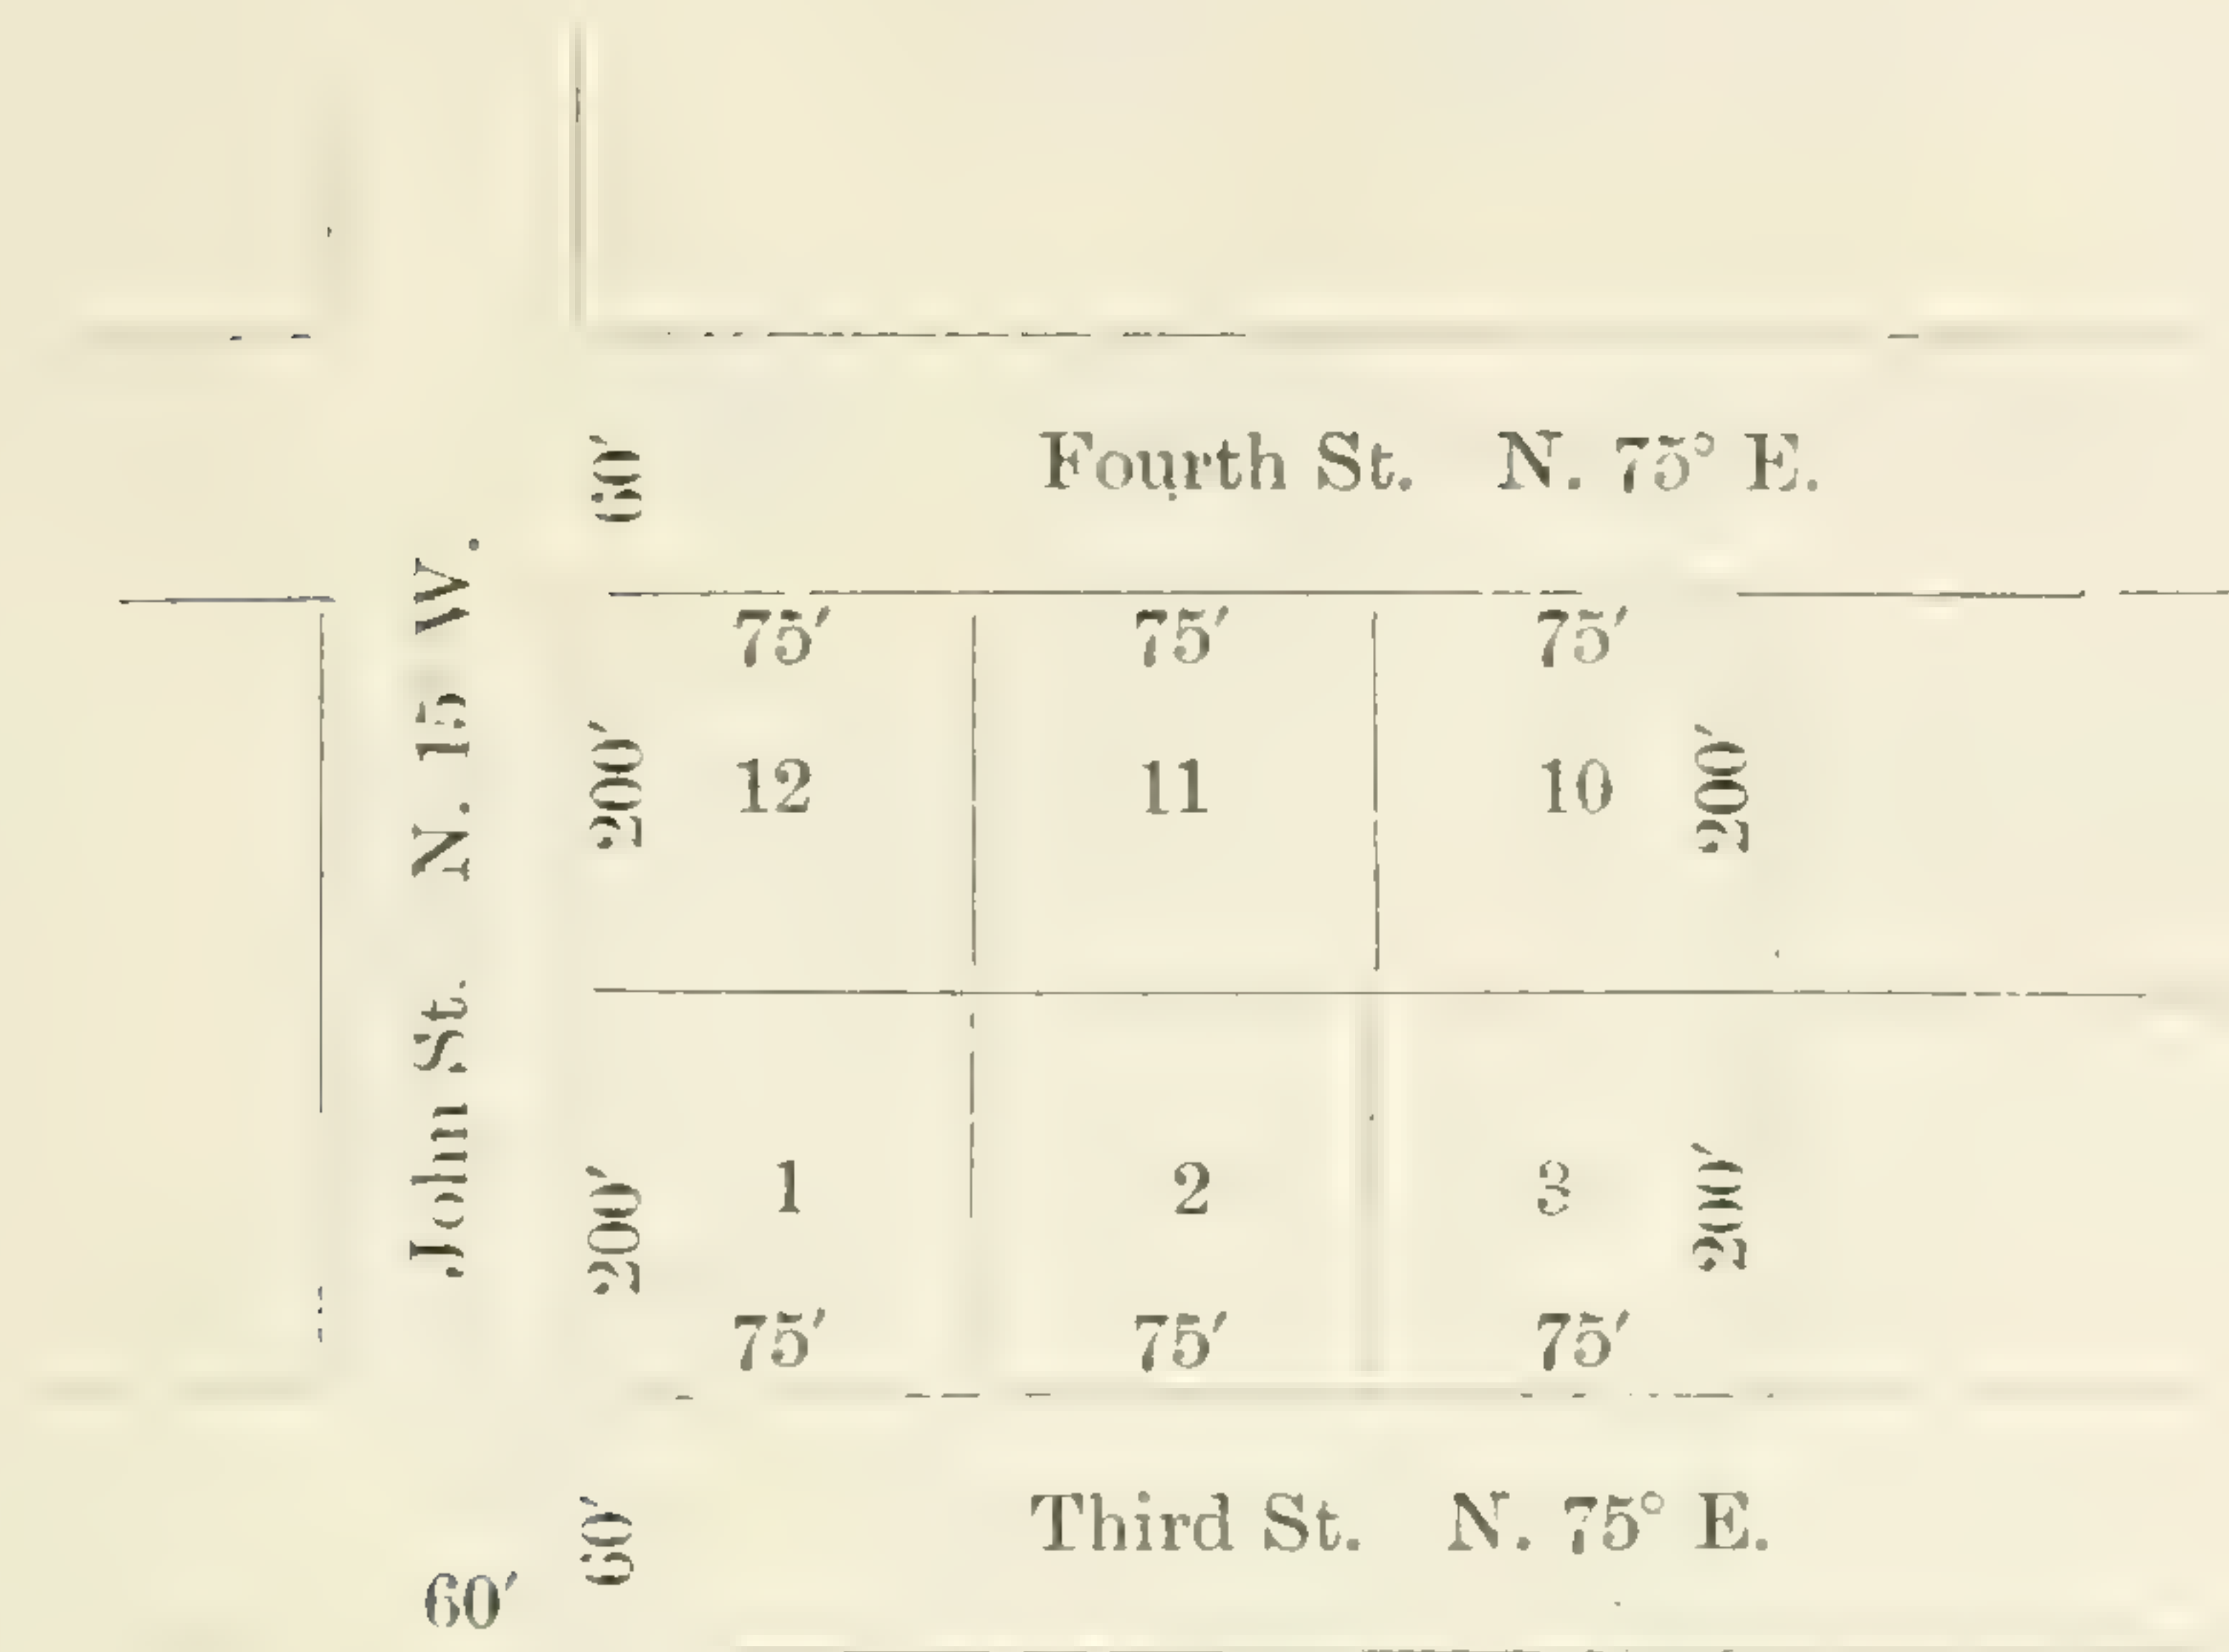 60′
Fourth St. N. 75° E.
75′ 75′ 75′
200′ 12 11 10 200′
John St. N. 15 W.
200′ 1 2 3 200′
75′ 75′ 75′
60′
Third St. N. 75° E.
60′